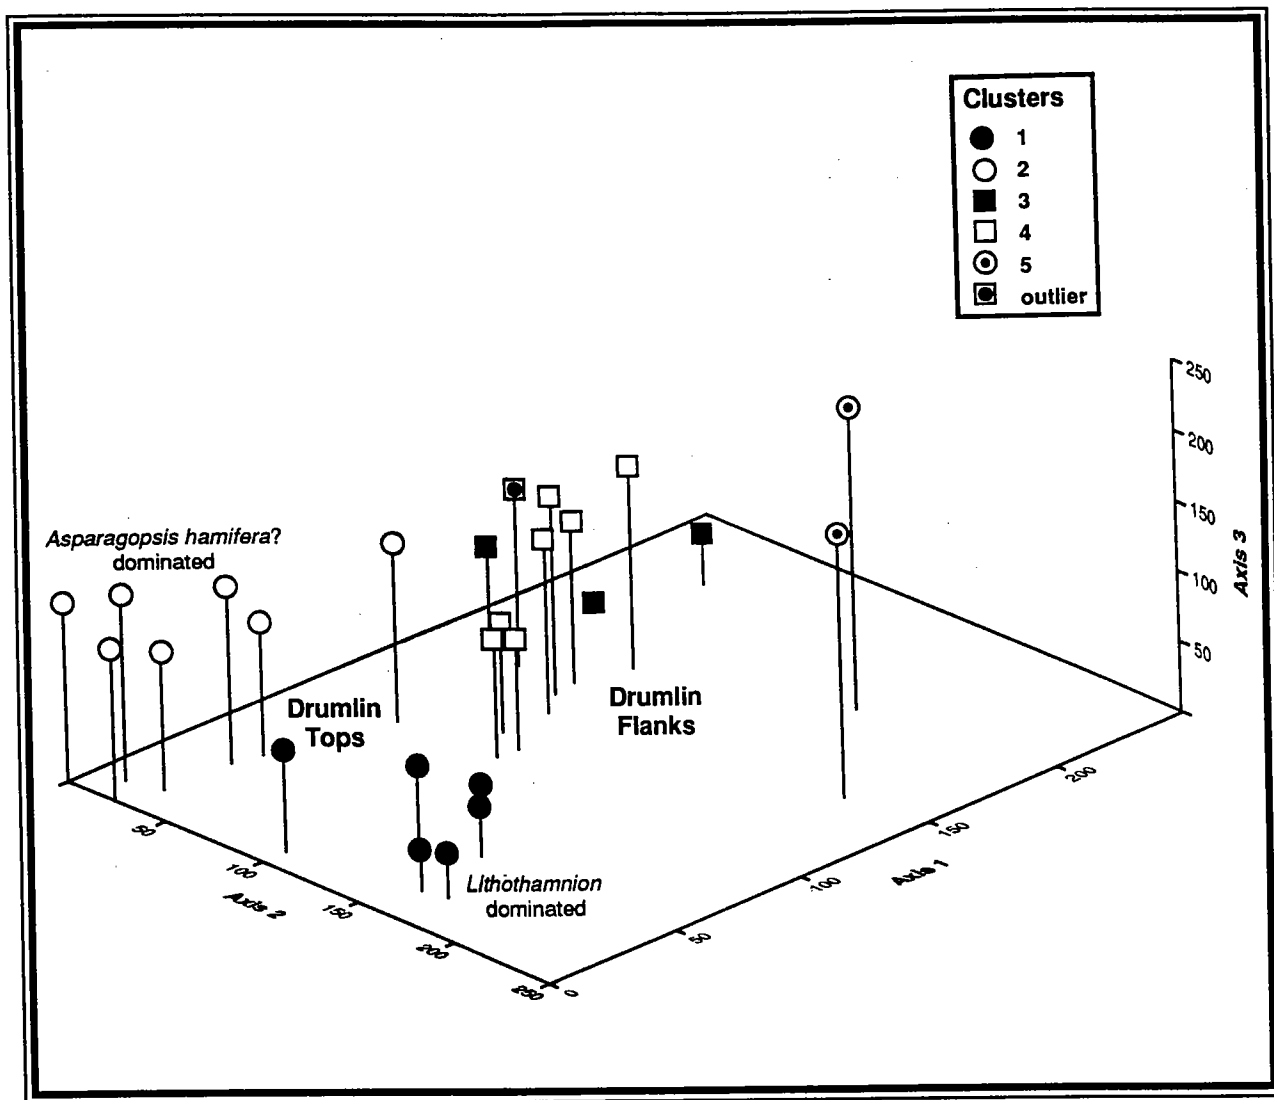 Clusters
1
2
3
4
5
outlier
250
200
150
100
50
Axis 3
Asparagopsis hamifera?
dominated
Drumlin
Tops
Drumlin
Flanks
Lithothamnion
dominated
50
100
150
200
250
Axis 2
0
50
100
150
200
Axis 1